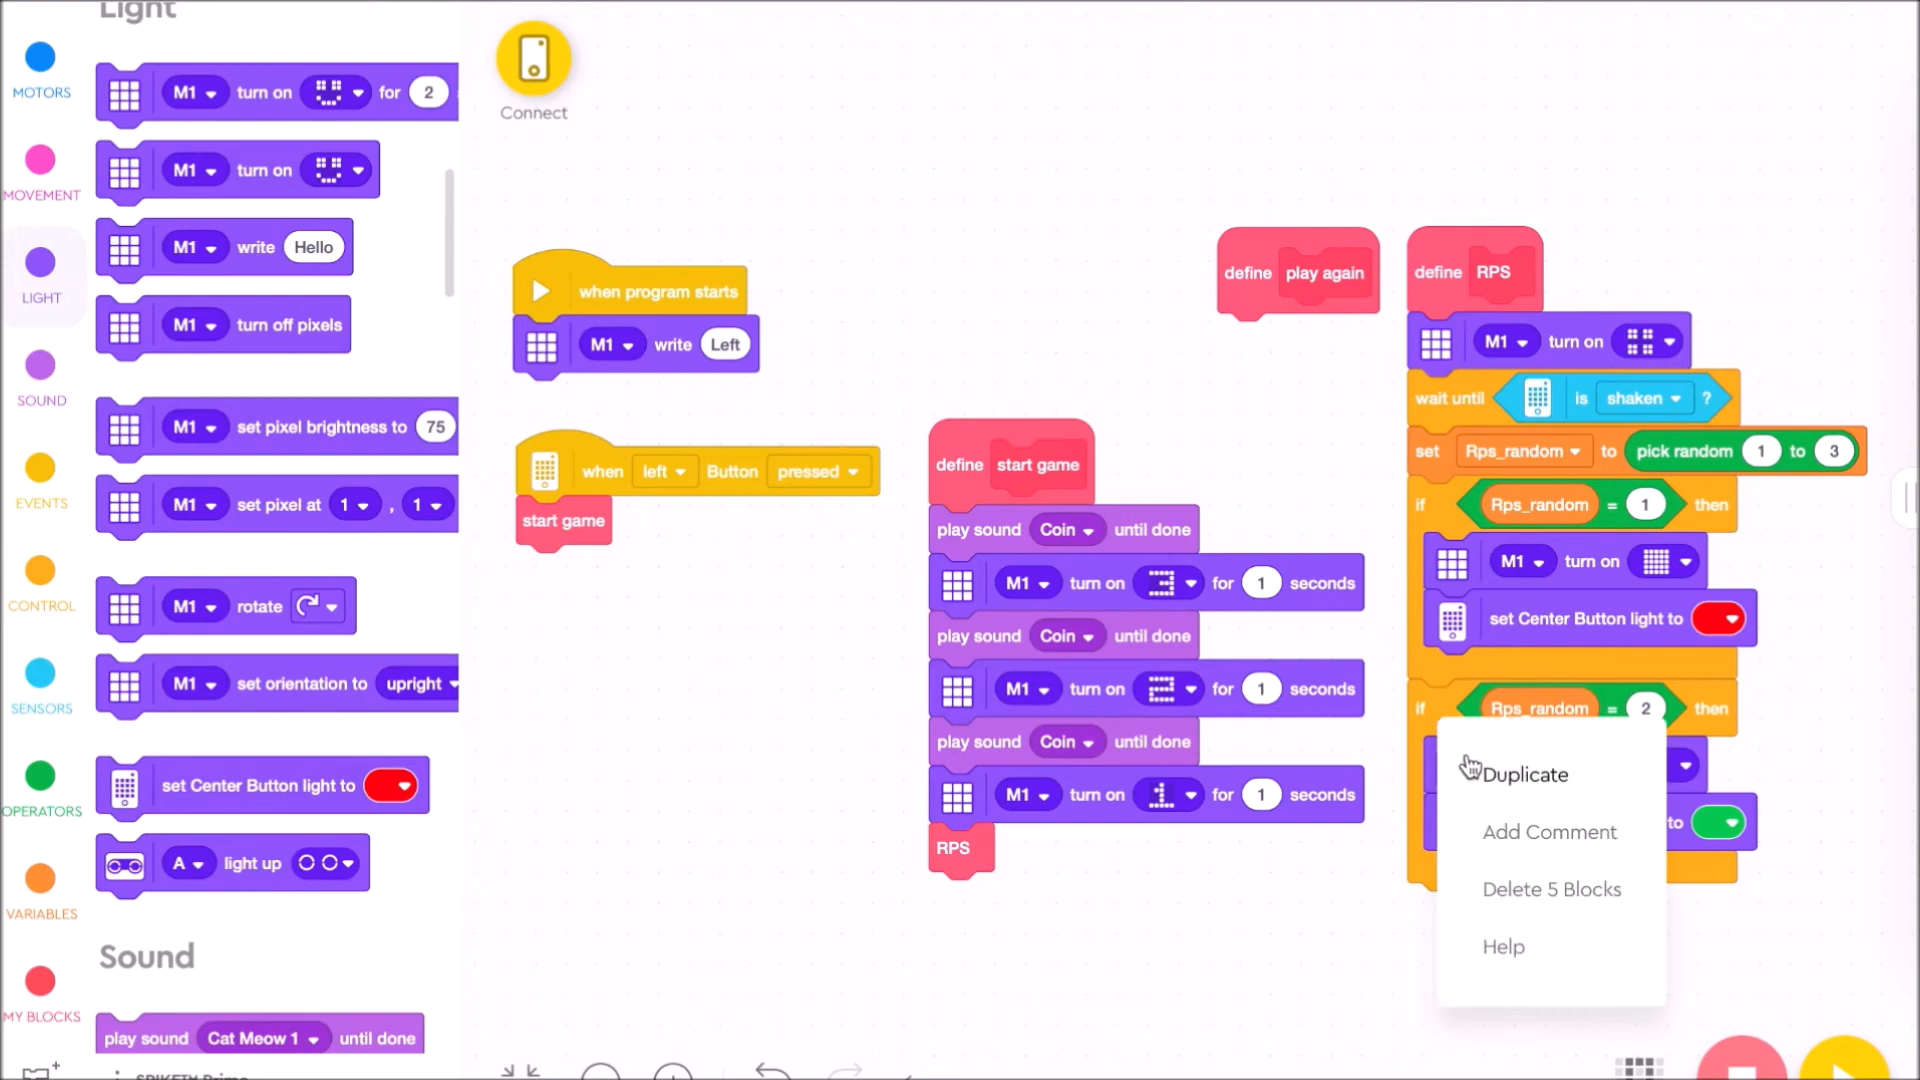 Light
MOTORS
MOVEMENT
LIGHT
SOUND
EVENTS
CONTROL
SENSORS
OPERATORS
VARIABLES
MY BLOCKS
M1 turn on for 2
M1 turn on
M1 write Hello
M1 turn off pixels
M1 set pixel brightness to 75
M1 set pixel at 1 , 1
M1 rotate
M1 set orientation to upright
set Center Button light to
A light up
Sound
play sound Cat Meow 1 until done
Connect
when program starts
M1 write Left
when left Button pressed
start game
define start game
play sound Coin until done
M1 turn on for 1 seconds
play sound Coin until done
M1 turn on for 1 seconds
play sound Coin until done
M1 turn on for 1 seconds
RPS
define play again
define RPS
M1 turn on
wait until is shaken ?
set Rps_random to pick random 1 to 3
if Rps_random = 1 then
M1 turn on
set Center Button light to
if Rps_random = 2 then
to
Duplicate
Add Comment
Delete 5 Blocks
Help